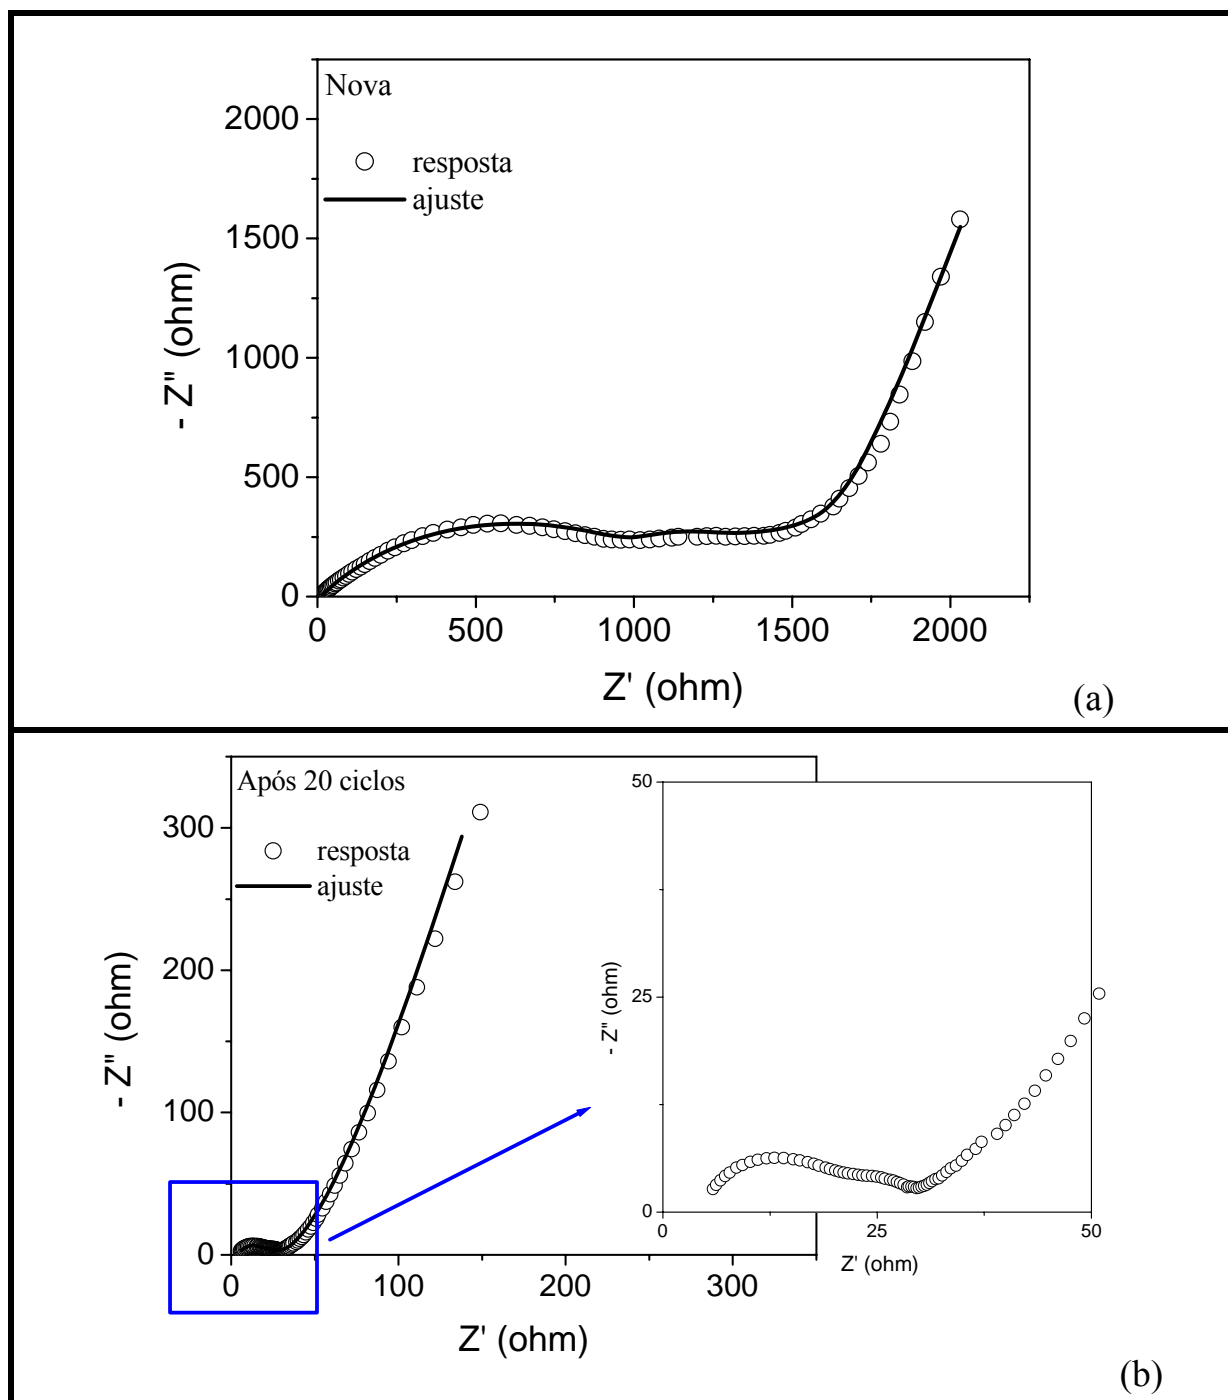 Nova
resposta
ajuste
2000
1500
1000
500
0
- Z" (ohm)
0 500 1000 1500 2000
Z' (ohm)
(a)
Após 20 ciclos
resposta
ajuste
300
200
100
0
- Z" (ohm)
0 100 200 300
Z' (ohm)
50
25
0
- Z" (ohm)
0 25 50
Z' (ohm)
(b)